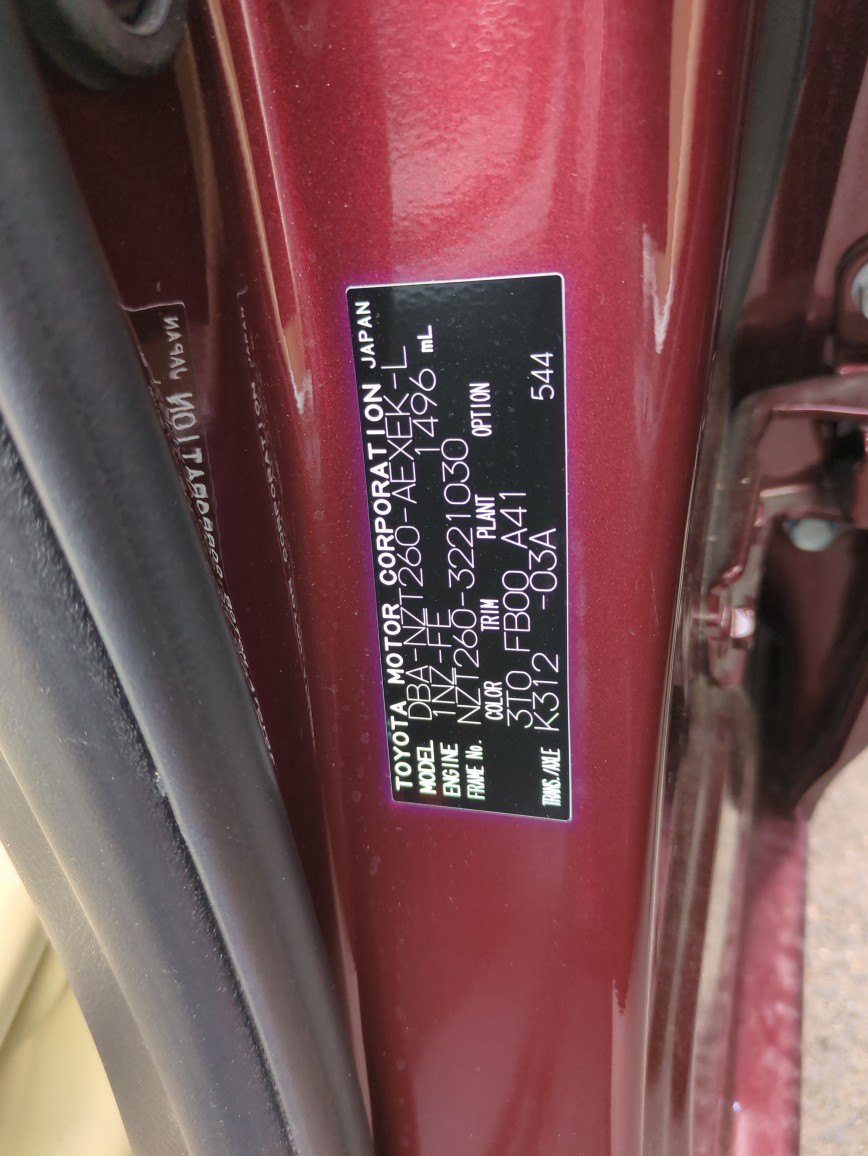 TOYOTA MOTOR CORPORATION JAPAN
MODEL DBA-NZT260-AEXEK-L
ENGINE 1NZ-FE 1496 mL
FRAME No. NZT260-3221030
COLOR TRIM PLANT OPTION
3T0 FB00 A41
TRANS./AXLE K312 -03A 544